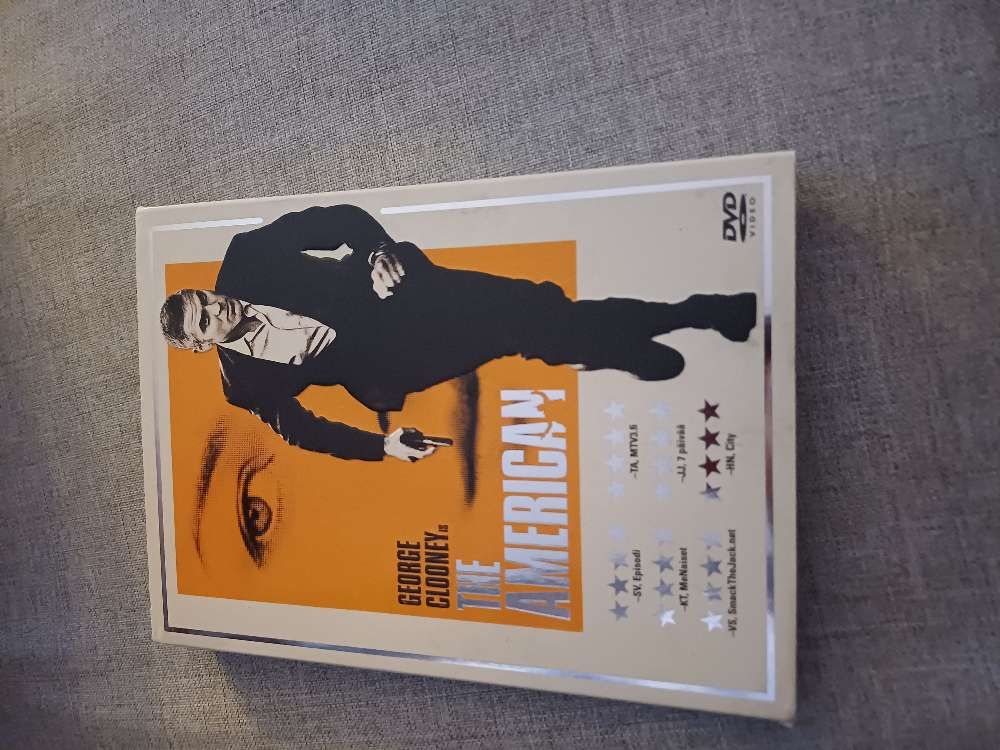 GEORGE
CLOONEY IS
THE
AMERICAN
–SV, Episodi
–TA, MTV3.fi
–KT, MeNaiset
–JJ, 7 päivää
–VS, SmackTheJack.net
–HN, City
DVD
VIDEO